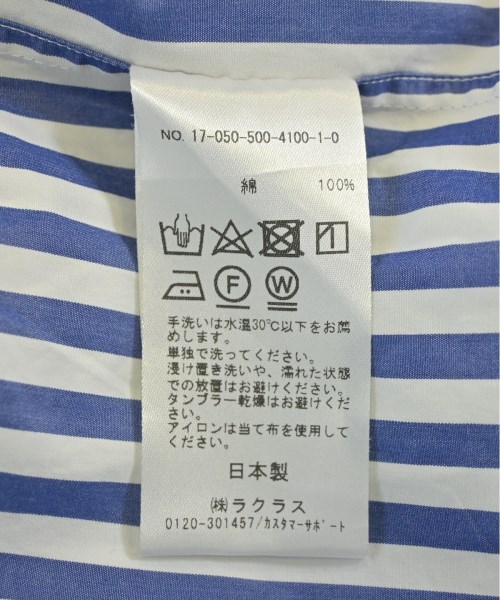 NO. 17-050-500-4100-1-0
綿 100%
F W
手洗いは水温30℃以下をお薦
めします。
単独で洗ってください。
浸け置き洗いや、濡れた状態
での放置はお避けください。
タンブラー乾燥はお避けくださ
い。
アイロンは当て布を使用して
ください。
日本製
㈱ラクラス
0120-301457/ｶｽﾀﾏｰｻﾎﾟｰﾄ